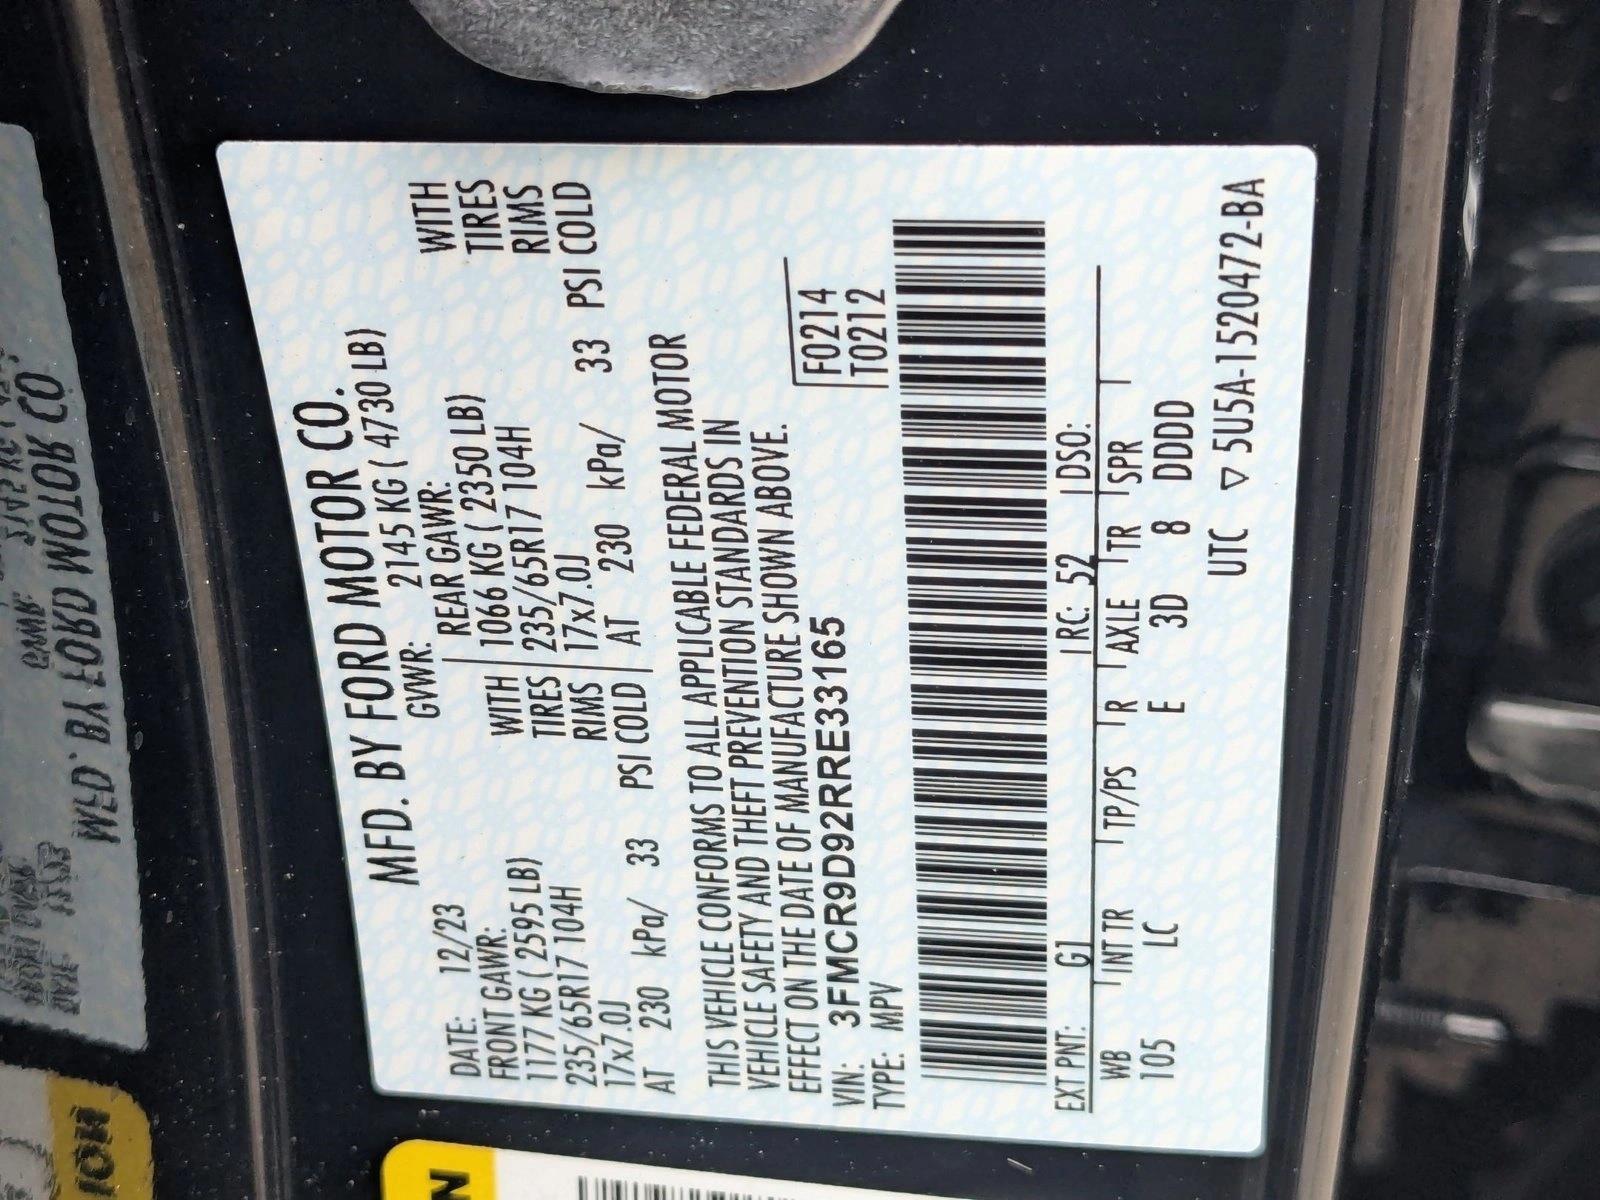 MFD. BY FORD MOTOR CO.
DATE: 12/23 GVWR: 2145 KG ( 4730 LB)
FRONT GAWR: REAR GAWR:
1177 KG ( 2595 LB) WITH 1066 KG ( 2350 LB) WITH
235/65R17 104H TIRES 235/65R17 104H TIRES
17x7.0J RIMS 17x7.0J RIMS
AT 230 kPa/ 33 PSI COLD AT 230 kPa/ 33 PSI COLD
THIS VEHICLE CONFORMS TO ALL APPLICABLE FEDERAL MOTOR
VEHICLE SAFETY AND THEFT PREVENTION STANDARDS IN
EFFECT ON THE DATE OF MANUFACTURE SHOWN ABOVE.
VIN: 3FMCR9D92RRE33165 F0214
TYPE: MPV T0212
EXT PNT: G1 RC: 52 DSO:
WB INT TR TP/PS R AXLE TR SPR
105 LC E 3D 8 DDDD
UTC ▽ 5U5A-1520472-BA
MFD. BY FORD MOTOR CO